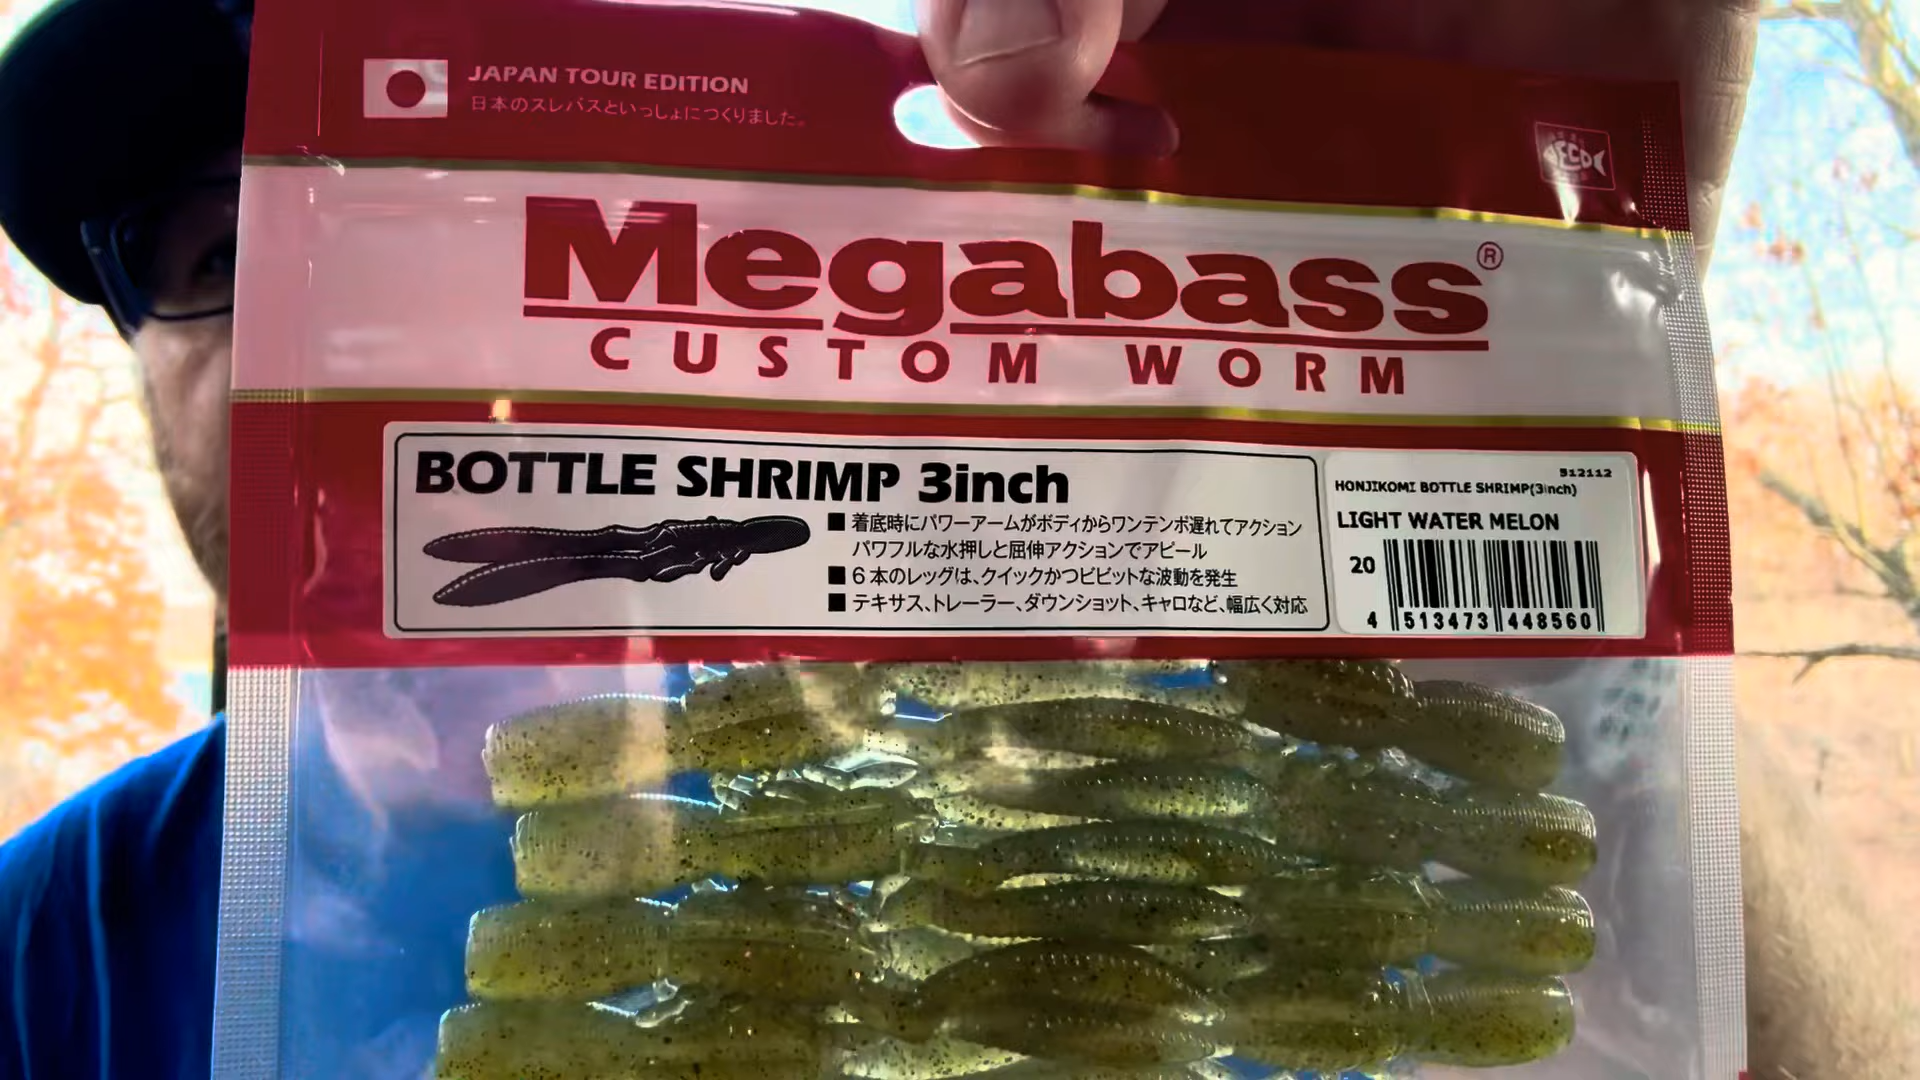 JAPAN TOUR EDITION
日本のスレバスといっしょにつくりました。
ECO
Megabass®
CUSTOM WORM
BOTTLE SHRIMP 3inch
■ 着底時にパワーアームがボディからワンテンポ遅れてアクション
パワフルな水押しと屈伸アクションでアピール
■ 6本のレッグは、クイックかつビビットな波動を発生
■ テキサス、トレーラー、ダウンショット、キャロなど、幅広く対応
512112
HONJIKOMI BOTTLE SHRIMP(3inch)
LIGHT WATER MELON
20
4 513473 448560